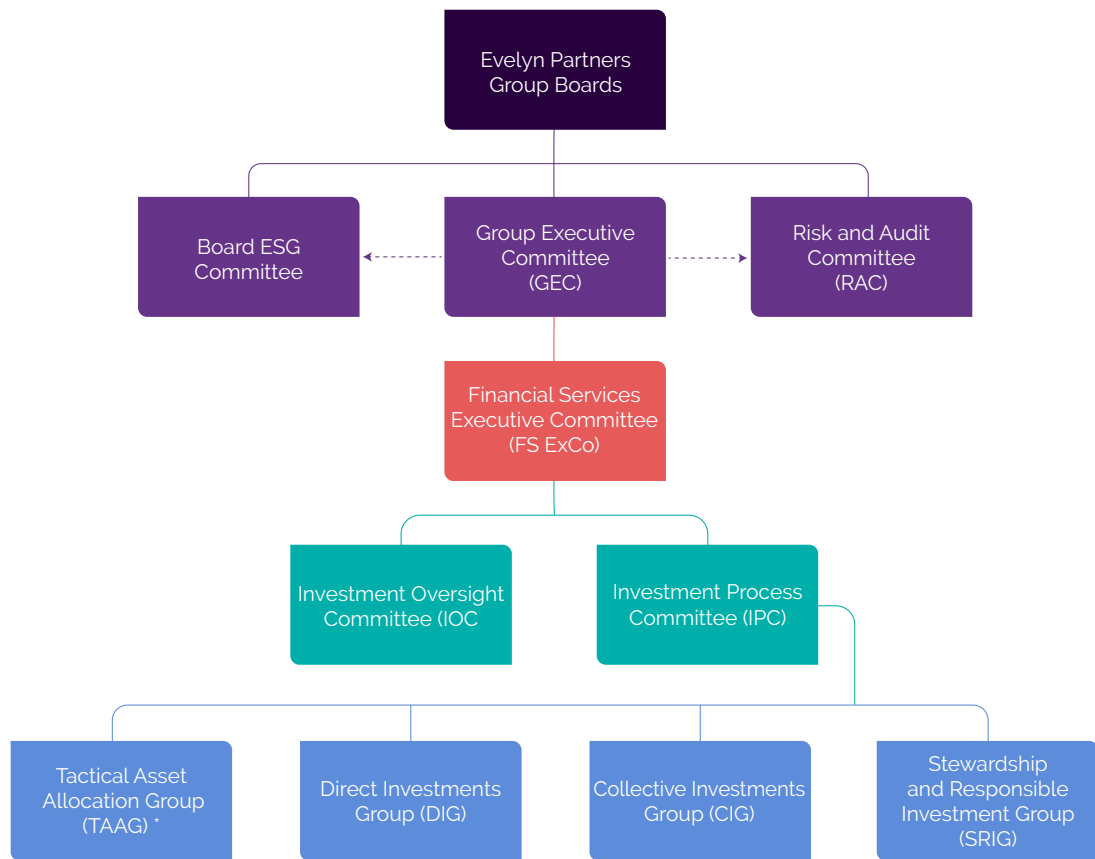 Evelyn Partners
Group Boards
Board ESG
Committee
Group Executive
Committee
(GEC)
Risk and Audit
Committee
(RAC)
Financial Services
Executive Committee
(FS ExCo)
Investment Oversight
Committee (IOC
Investment Process
Committee (IPC)
Tactical Asset
Allocation Group
(TAAG) *
Direct Investments
Group (DIG)
Collective Investments
Group (CIG)
Stewardship
and Responsible
Investment Group
(SRIG)